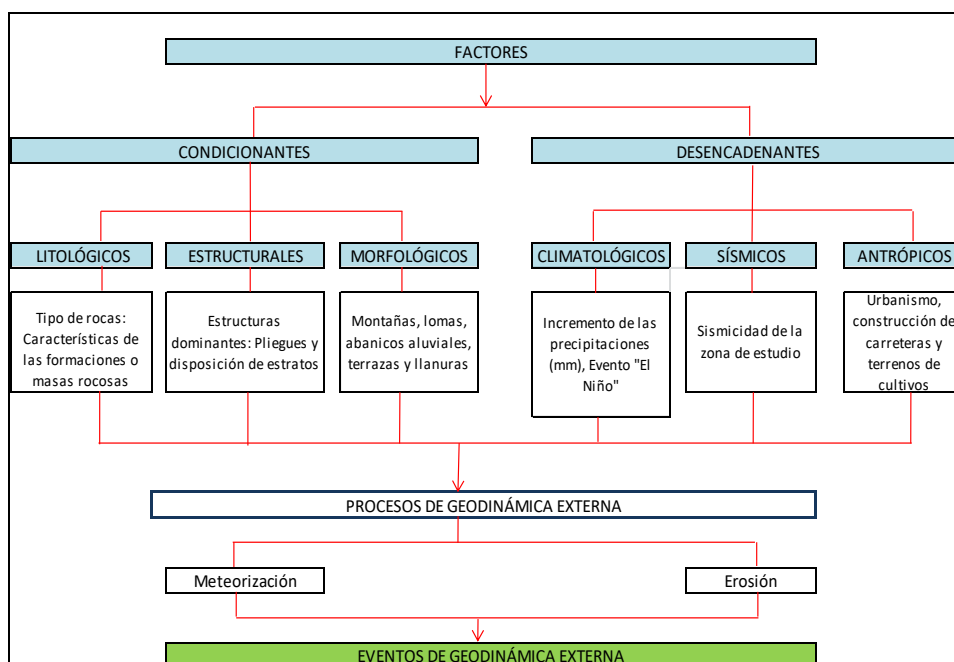 FACTORES
CONDICIONANTES
DESENCADENANTES
LITOLÓGICOS
ESTRUCTURALES
MORFOLÓGICOS
CLIMATOLÓGICOS
SÍSMICOS
ANTRÓPICOS
Tipo de rocas:
Características de
las formaciones o
masas rocosas
Estructuras
dominantes: Pliegues y
disposición de estratos
Montañas, lomas,
abanicos aluviales,
terrazas y llanuras
Incremento de las
precipitaciones
(mm), Evento "El
Niño"
Sismicidad de la
zona de estudio
Urbanismo,
construcción de
carreteras y
terrenos de
cultivos
PROCESOS DE GEODINÁMICA EXTERNA
Meteorización
Erosión
EVENTOS DE GEODINÁMICA EXTERNA